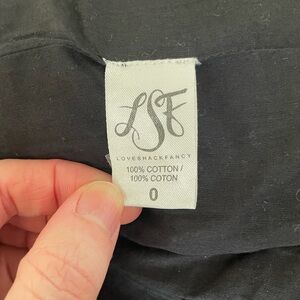 LSF
LOVESHACKFANCY
100% COTTON /
100% COTON
0